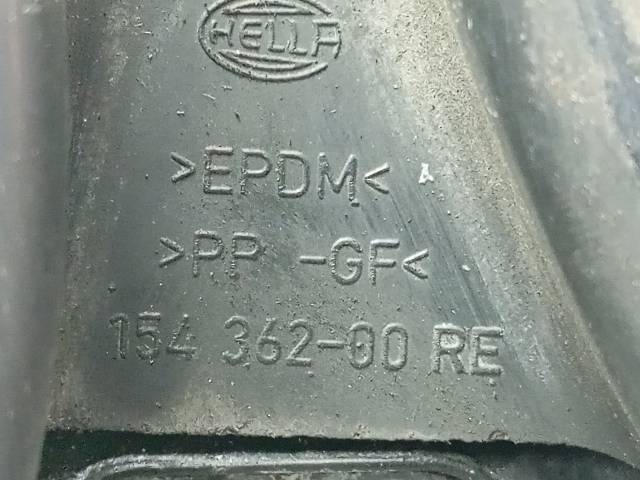 HELLA
>EPDM<
>PP -GF<
154 362-00 RE